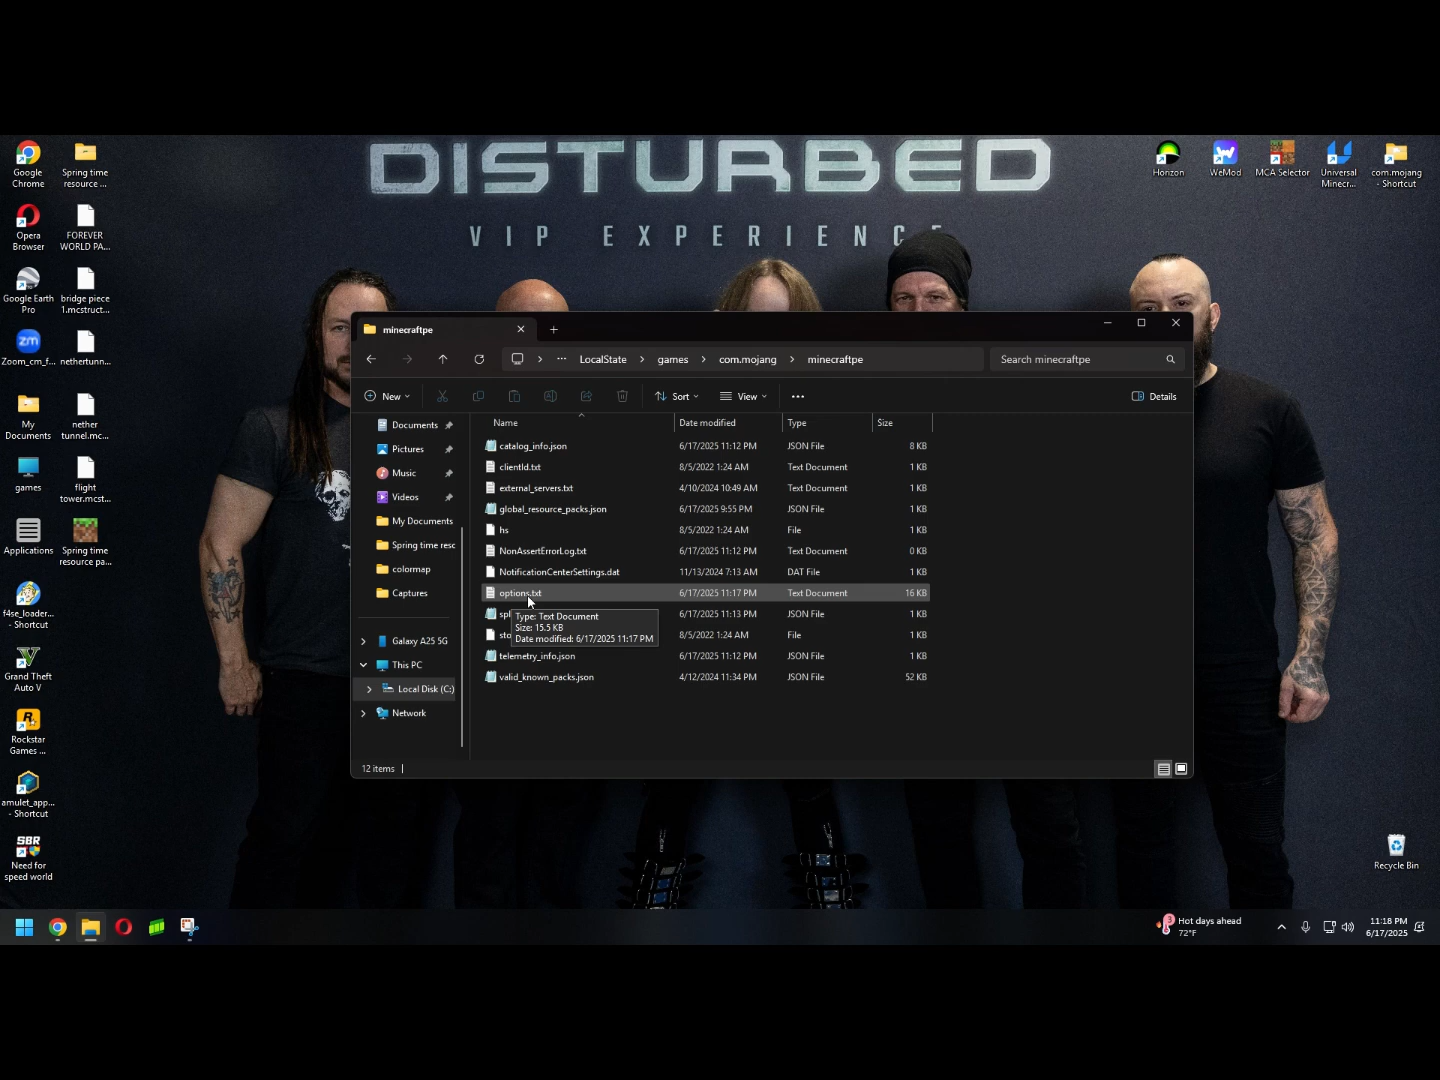 DISTURBED
VIP EXPERIENCE
Google
Chrome
Spring time
resource ...
Opera
Browser
FOREVER
WORLD PA...
Google Earth
Pro
bridge piece
1.mcstruct...
Zoom_cm_f...
nethertunn...
My
Documents
nether
tunnel.mc...
games
flight
tower.mcst...
Applications
Spring time
resource pa...
f4se_loader...
- Shortcut
Grand Theft
Auto V
Rockstar
Games ...
amulet_app...
- Shortcut
SBR
Need for
speed world
Horizon
WeMod
MCA Selector
Universal
Minecr...
com.mojang
- Shortcut
minecraftpe
LocalState > games > com.mojang > minecraftpe
Search minecraftpe
New
Sort
View
Details
Documents
Pictures
Music
Videos
My Documents
Spring time resc
colormap
Captures
Galaxy A25 5G
This PC
Local Disk (C:)
Network
Name Date modified Type Size
catalog_info.json 6/17/2025 11:12 PM JSON File 8 KB
clientId.txt 8/5/2022 1:24 AM Text Document 1 KB
external_servers.txt 4/10/2024 10:49 AM Text Document 1 KB
global_resource_packs.json 6/17/2025 9:55 PM JSON File 1 KB
hs 8/5/2022 1:24 AM File 1 KB
NonAssertErrorLog.txt 6/17/2025 11:12 PM Text Document 0 KB
NotificationCenterSettings.dat 11/13/2024 7:13 AM DAT File 1 KB
options.txt 6/17/2025 11:17 PM Text Document 16 KB
6/17/2025 11:13 PM JSON File 1 KB
8/5/2022 1:24 AM File 1 KB
Type: Text Document
Size: 15.5 KB
Date modified: 6/17/2025 11:17 PM
telemetry_info.json 6/17/2025 11:12 PM JSON File 1 KB
valid_known_packs.json 4/12/2024 11:34 PM JSON File 52 KB
12 items
Recycle Bin
3
Hot days ahead
72°F
11:18 PM
6/17/2025